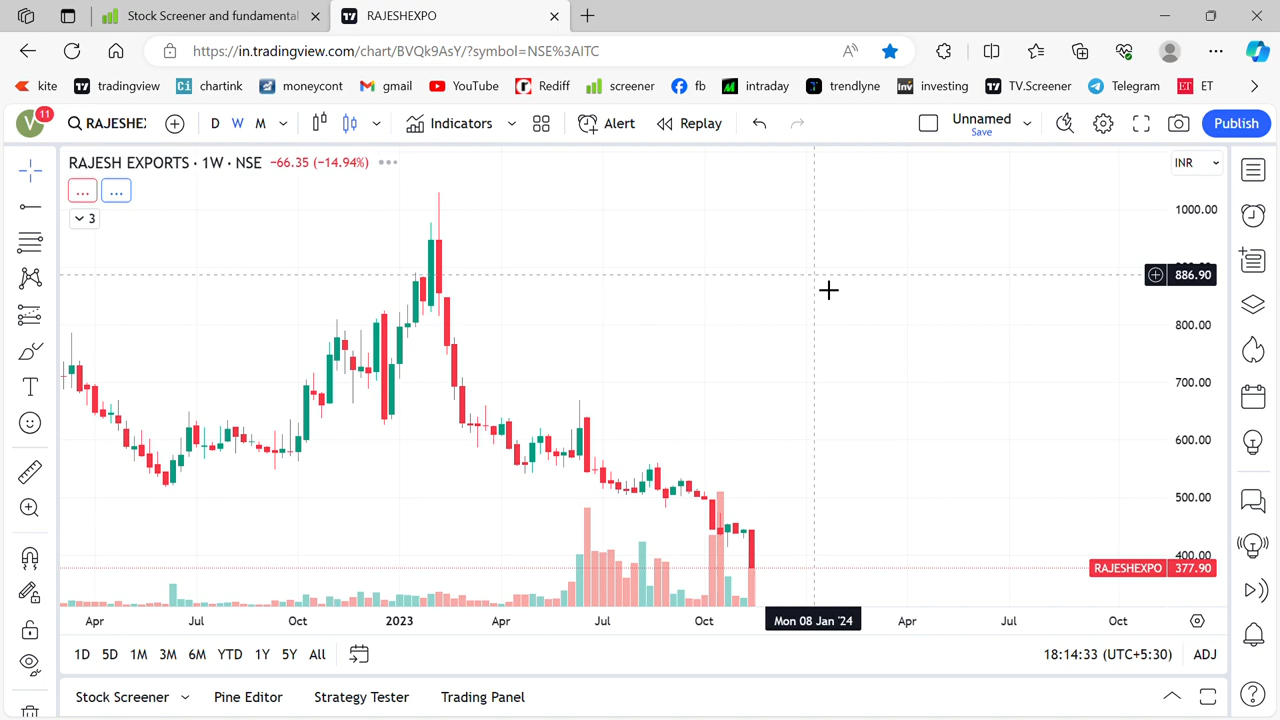 Stock Screener and fundamental
RAJESHEXPO
https://in.tradingview.com/chart/BVQk9AsY/?symbol=NSE%3AITC
kite
tradingview
chartink
moneycont
gmail
YouTube
Rediff
screener
fb
intraday
trendlyne
investing
TV.Screener
Telegram
ET ET
V 11
RAJESHEX
D W M
Indicators
Alert
Replay
Unnamed
Save
Publish
RAJESH EXPORTS · 1W · NSE −66.35 (−14.94%)
INR
3
1000.00
886.90
800.00
700.00
600.00
500.00
400.00
RAJESHEXPO 377.90
Apr Jul Oct 2023 Apr Jul Oct Mon 08 Jan '24 Apr Jul Oct
1D 5D 1M 3M 6M YTD 1Y 5Y All
18:14:33 (UTC+5:30) ADJ
Stock Screener Pine Editor Strategy Tester Trading Panel